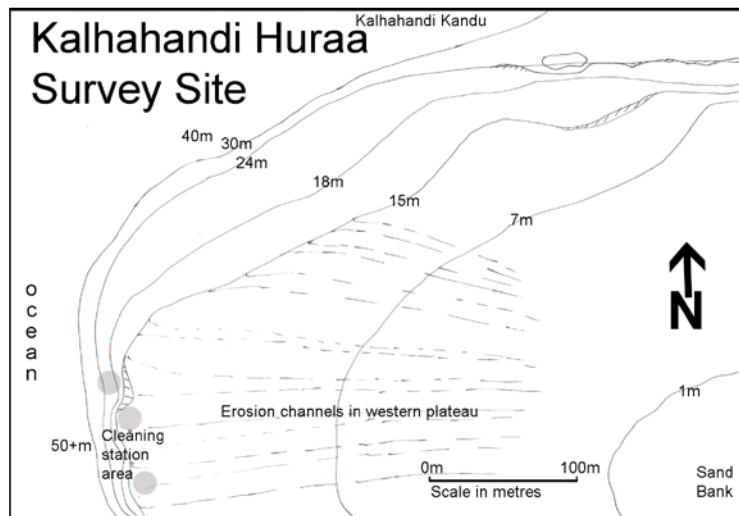 Kalhahandi Kandu
Kalhahandi Huraa
Survey Site
40m
30m
24m
18m
15m
7m
ocean
N
1m
Erosion channels in western plateau
50+m
Cleaning
station
area
0m
100m
Scale in metres
Sand
Bank